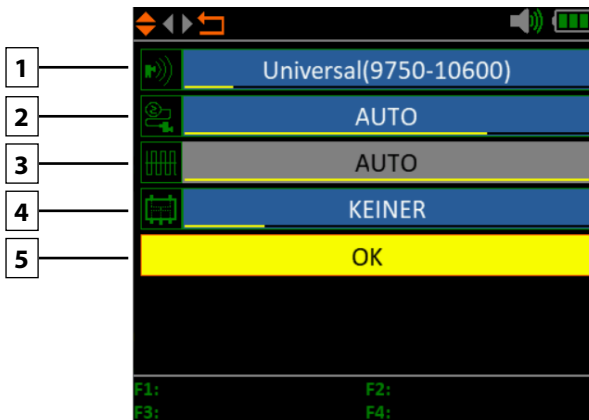 1 Universal(9750-10600)
2 AUTO
3 AUTO
4 KEINER
5 OK
F1: F2:
F3: F4: